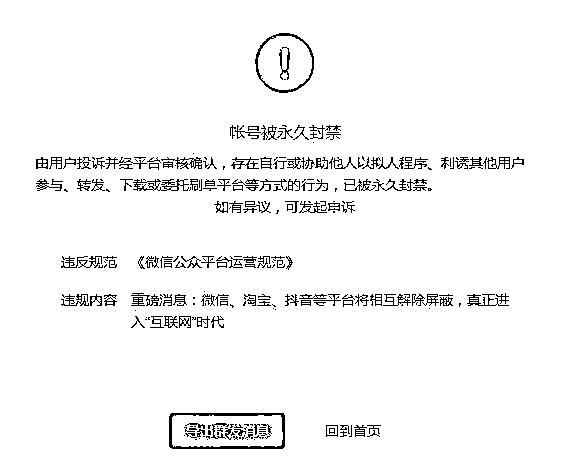 帐号被永久封禁
由用户投诉并经平台审核确认，存在自行或协助他人以拟人程序、利诱其他用户
参与、转发、下载或委托刷单平台等方式的行为，已被永久封禁。
如有异议，可发起申诉
违反规范 《微信公众平台运营规范》
违规内容 重磅消息：微信、淘宝、抖音等平台将相互解除屏蔽，真正进
入“互联网”时代
导出群发消息 回到首页